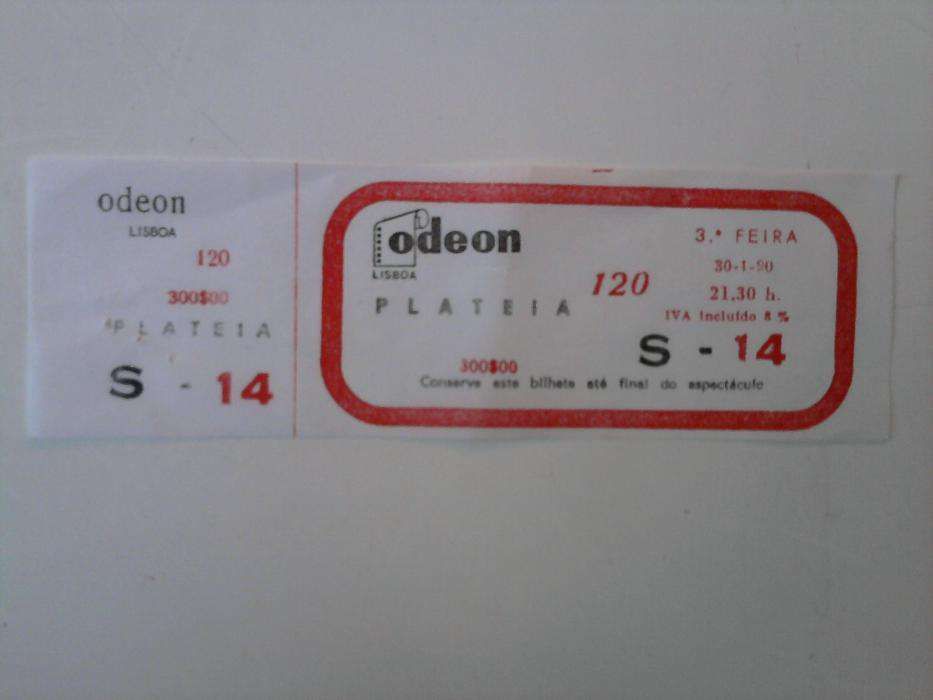 odeon
LISBOA
120
300$00
PLATEIA
S - 14
odeon
LISBOA
PLATEIA
120
3.ª FEIRA
30-1-90
21.30 h.
IVA Incluído 8 %
S - 14
300$00
Conserve este bilhete até final do espectáculo